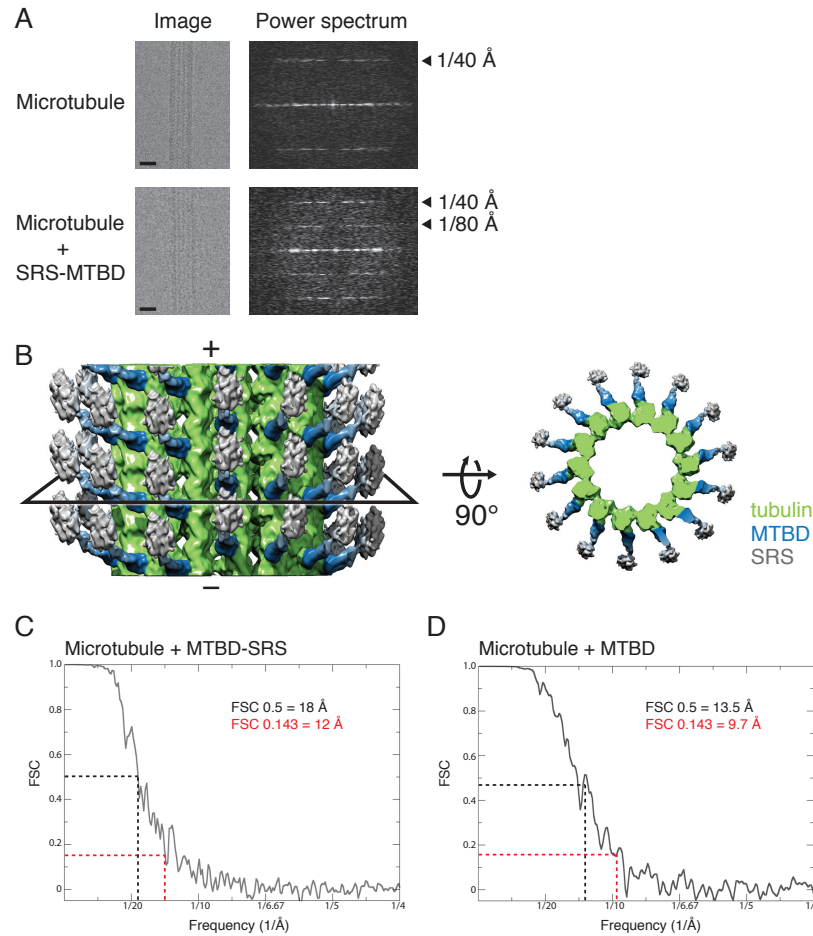 A
Image
Power spectrum
Microtubule
1/40 Å
Microtubule
+
SRS-MTBD
1/40 Å
1/80 Å
B
+
−
90°
tubulin
MTBD
SRS
C
Microtubule + MTBD-SRS
FSC 0.5 = 18 Å
FSC 0.143 = 12 Å
FSC
1.0
0.8
0.6
0.4
0.2
0
1/20
1/10
1/6.67
1/5
1/4
Frequency (1/Å)
D
Microtubule + MTBD
FSC 0.5 = 13.5 Å
FSC 0.143 = 9.7 Å
FSC
1.0
0.8
0.6
0.4
0.2
0
1/20
1/10
1/6.67
1/5
1/
Frequency (1/Å)